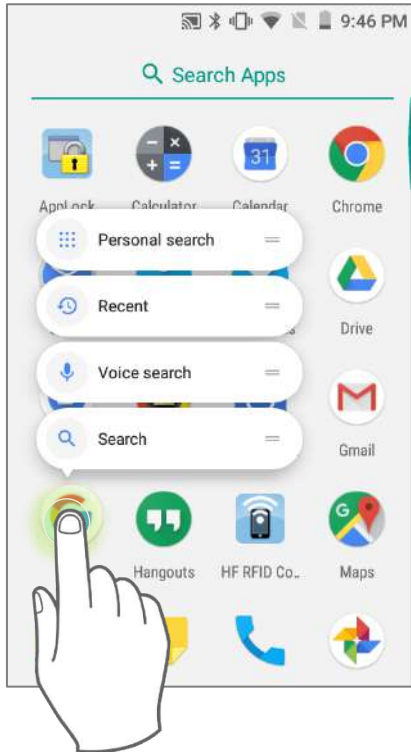 9:46 PM
Search Apps
31
AppLock Calculator Calendar Chrome
Personal search
Recent
Drive
Voice search
Search
Gmail
G
Hangouts HF RFID Co..
Maps